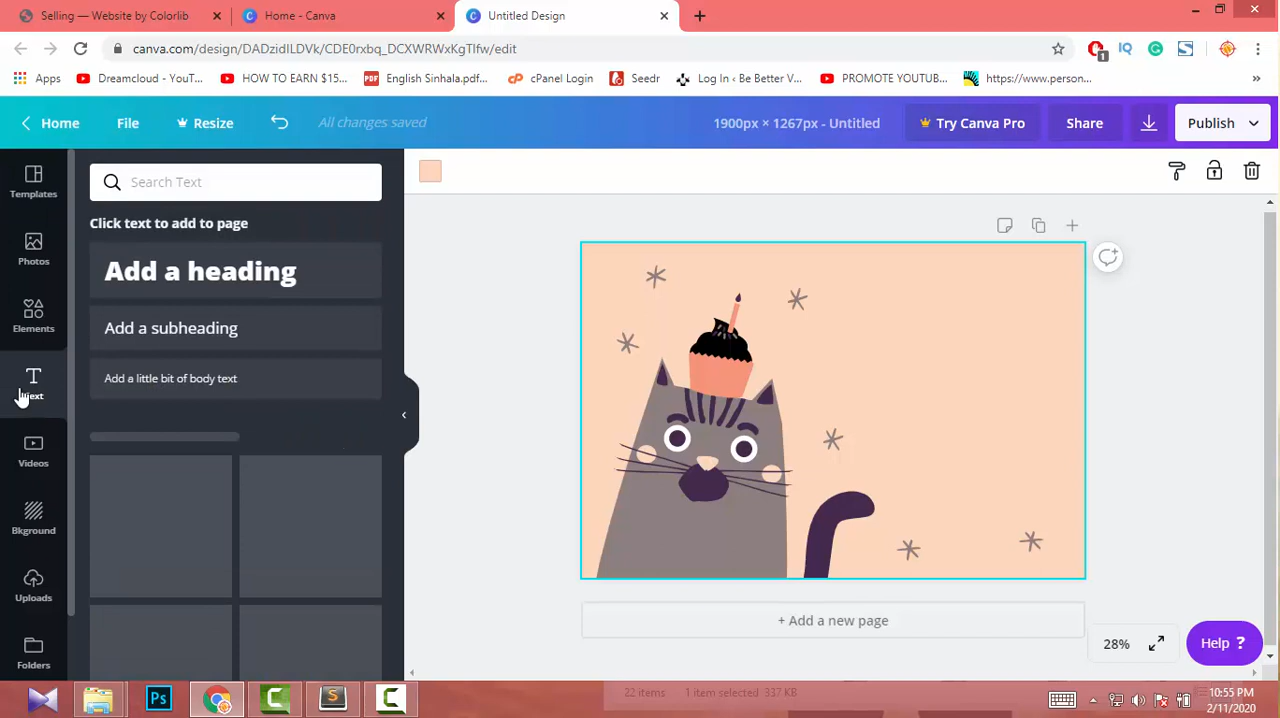 Selling — Website by Colorlib
Home - Canva
Untitled Design
canva.com/design/DADzidILDVk/CDE0rxbq_DCXWRWxKgTlfw/edit
Apps
Dreamcloud - YouT...
HOW TO EARN $15...
English Sinhala.pdf...
cPanel Login
Seedr
Log In ‹ Be Better V...
PROMOTE YOUTUB...
https://www.person...
Home
File
Resize
All changes saved
1900px × 1267px - Untitled
Try Canva Pro
Share
Publish
Templates
Photos
Elements
Text
Videos
Bkground
Uploads
Folders
Search Text
Click text to add to page
Add a heading
Add a subheading
Add a little bit of body text
+ Add a new page
28%
Help ?
22 items
1 item selected 337 KB
10:55 PM
2/11/2020